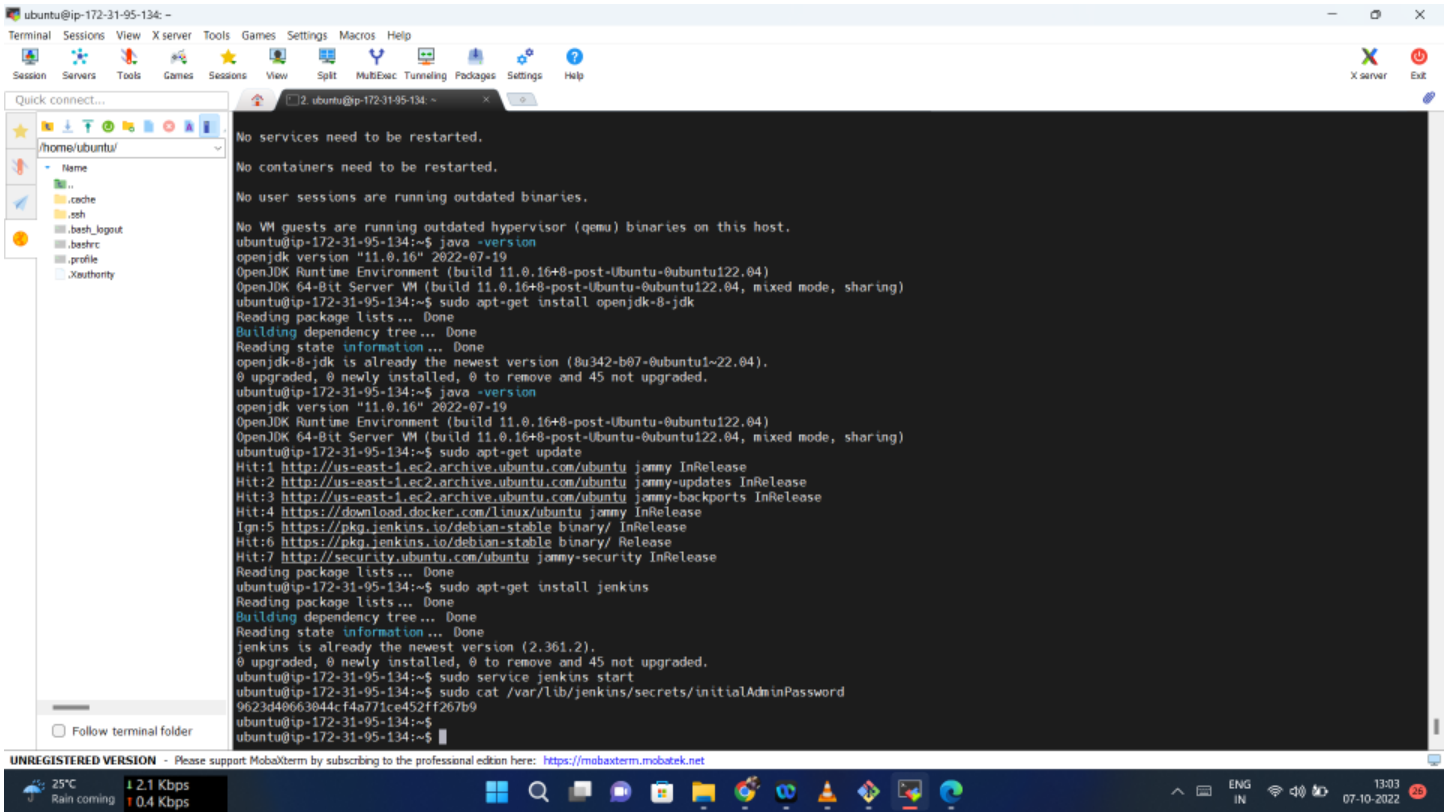 ubuntu@ip-172-31-95-134: ~
Terminal Sessions View X server Tools Games Settings Macros Help
Session Servers Tools Games Sessions View Split MultiExec Tunneling Packages Settings Help X server Exit
Quick connect...
2. ubuntu@ip-172-31-95-134: ~
/home/ubuntu/
Name
..
.cache
.ssh
.bash_logout
.bashrc
.profile
.Xauthority
Follow terminal folder
No services need to be restarted.
No containers need to be restarted.
No user sessions are running outdated binaries.
No VM guests are running outdated hypervisor (qemu) binaries on this host.
ubuntu@ip-172-31-95-134:~$ java -version
openjdk version "11.0.16" 2022-07-19
OpenJDK Runtime Environment (build 11.0.16+8-post-Ubuntu-0ubuntu122.04)
OpenJDK 64-Bit Server VM (build 11.0.16+8-post-Ubuntu-0ubuntu122.04, mixed mode, sharing)
ubuntu@ip-172-31-95-134:~$ sudo apt-get install openjdk-8-jdk
Reading package lists... Done
Building dependency tree... Done
Reading state information... Done
openjdk-8-jdk is already the newest version (8u342-b07-0ubuntu1~22.04).
0 upgraded, 0 newly installed, 0 to remove and 45 not upgraded.
ubuntu@ip-172-31-95-134:~$ java -version
openjdk version "11.0.16" 2022-07-19
OpenJDK Runtime Environment (build 11.0.16+8-post-Ubuntu-0ubuntu122.04)
OpenJDK 64-Bit Server VM (build 11.0.16+8-post-Ubuntu-0ubuntu122.04, mixed mode, sharing)
ubuntu@ip-172-31-95-134:~$ sudo apt-get update
Hit:1 http://us-east-1.ec2.archive.ubuntu.com/ubuntu jammy InRelease
Hit:2 http://us-east-1.ec2.archive.ubuntu.com/ubuntu jammy-updates InRelease
Hit:3 http://us-east-1.ec2.archive.ubuntu.com/ubuntu jammy-backports InRelease
Hit:4 https://download.docker.com/linux/ubuntu jammy InRelease
Ign:5 https://pkg.jenkins.io/debian-stable binary/ InRelease
Hit:6 https://pkg.jenkins.io/debian-stable binary/ Release
Hit:7 http://security.ubuntu.com/ubuntu jammy-security InRelease
Reading package lists... Done
ubuntu@ip-172-31-95-134:~$ sudo apt-get install jenkins
Reading package lists... Done
Building dependency tree... Done
Reading state information... Done
jenkins is already the newest version (2.361.2).
0 upgraded, 0 newly installed, 0 to remove and 45 not upgraded.
ubuntu@ip-172-31-95-134:~$ sudo service jenkins start
ubuntu@ip-172-31-95-134:~$ sudo cat /var/lib/jenkins/secrets/initialAdminPassword
9623d40663044cf4a771ce452ff267b9
ubuntu@ip-172-31-95-134:~$
ubuntu@ip-172-31-95-134:~$
UNREGISTERED VERSION - Please support MobaXterm by subscribing to the professional edition here: https://mobaxterm.mobatek.net
25°C
Rain coming
2.1 Kbps
0.4 Kbps
ENG
IN
13:03
07-10-2022
26